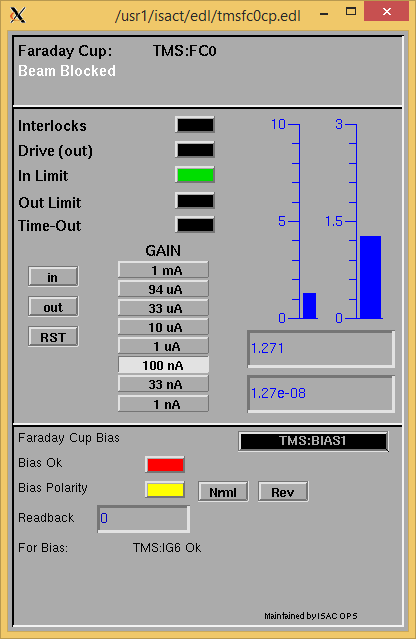 /usr1/isact/edl/tmsfc0cp.edl
Faraday Cup: TMS:FC0
Beam Blocked
Interlocks
Drive (out)
In Limit
Out Limit
Time-Out
10
5
0
3
1.5
0
GAIN
1 mA
94 uA
33 uA
10 uA
1 uA
100 nA
33 nA
1 nA
in
out
RST
1.271
1.27e-08
Faraday Cup Bias TMS:BIAS1
Bias Ok
Bias Polarity Nrml Rev
Readback 0
For Bias: TMS:IG6 Ok
Maintained by ISAC OPS